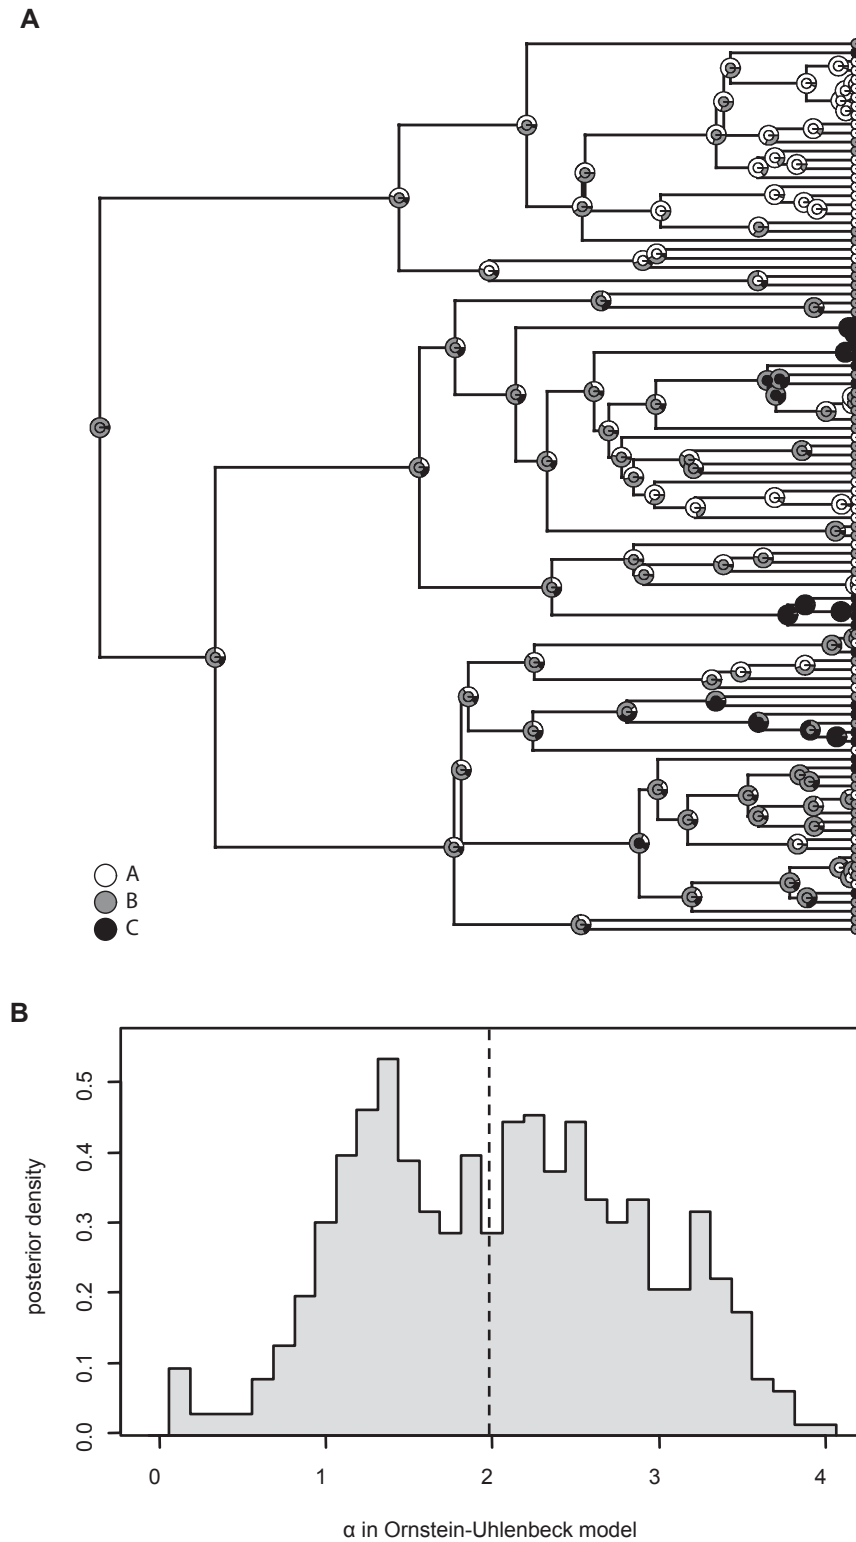 A
A
B
C
B
0.5
0.4
0.3
0.2
0.1
0.0
posterior density
0 1 2 3 4
α in Ornstein-Uhlenbeck model